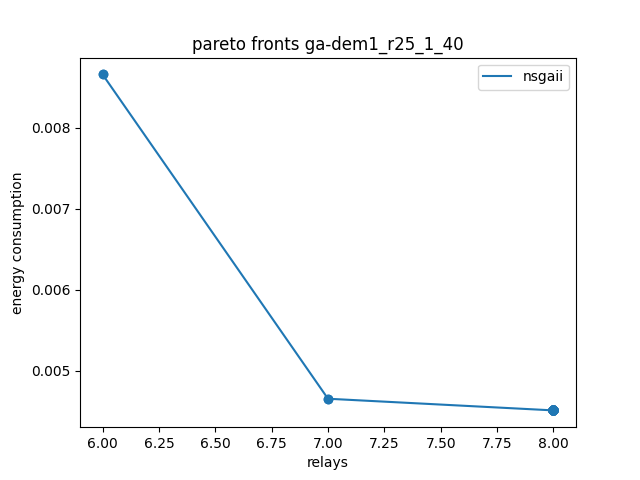 pareto fronts ga-dem1_r25_1_40
nsgaii
energy consumption
0.008
0.007
0.006
0.005
6.00 6.25 6.50 6.75 7.00 7.25 7.50 7.75 8.00
relays